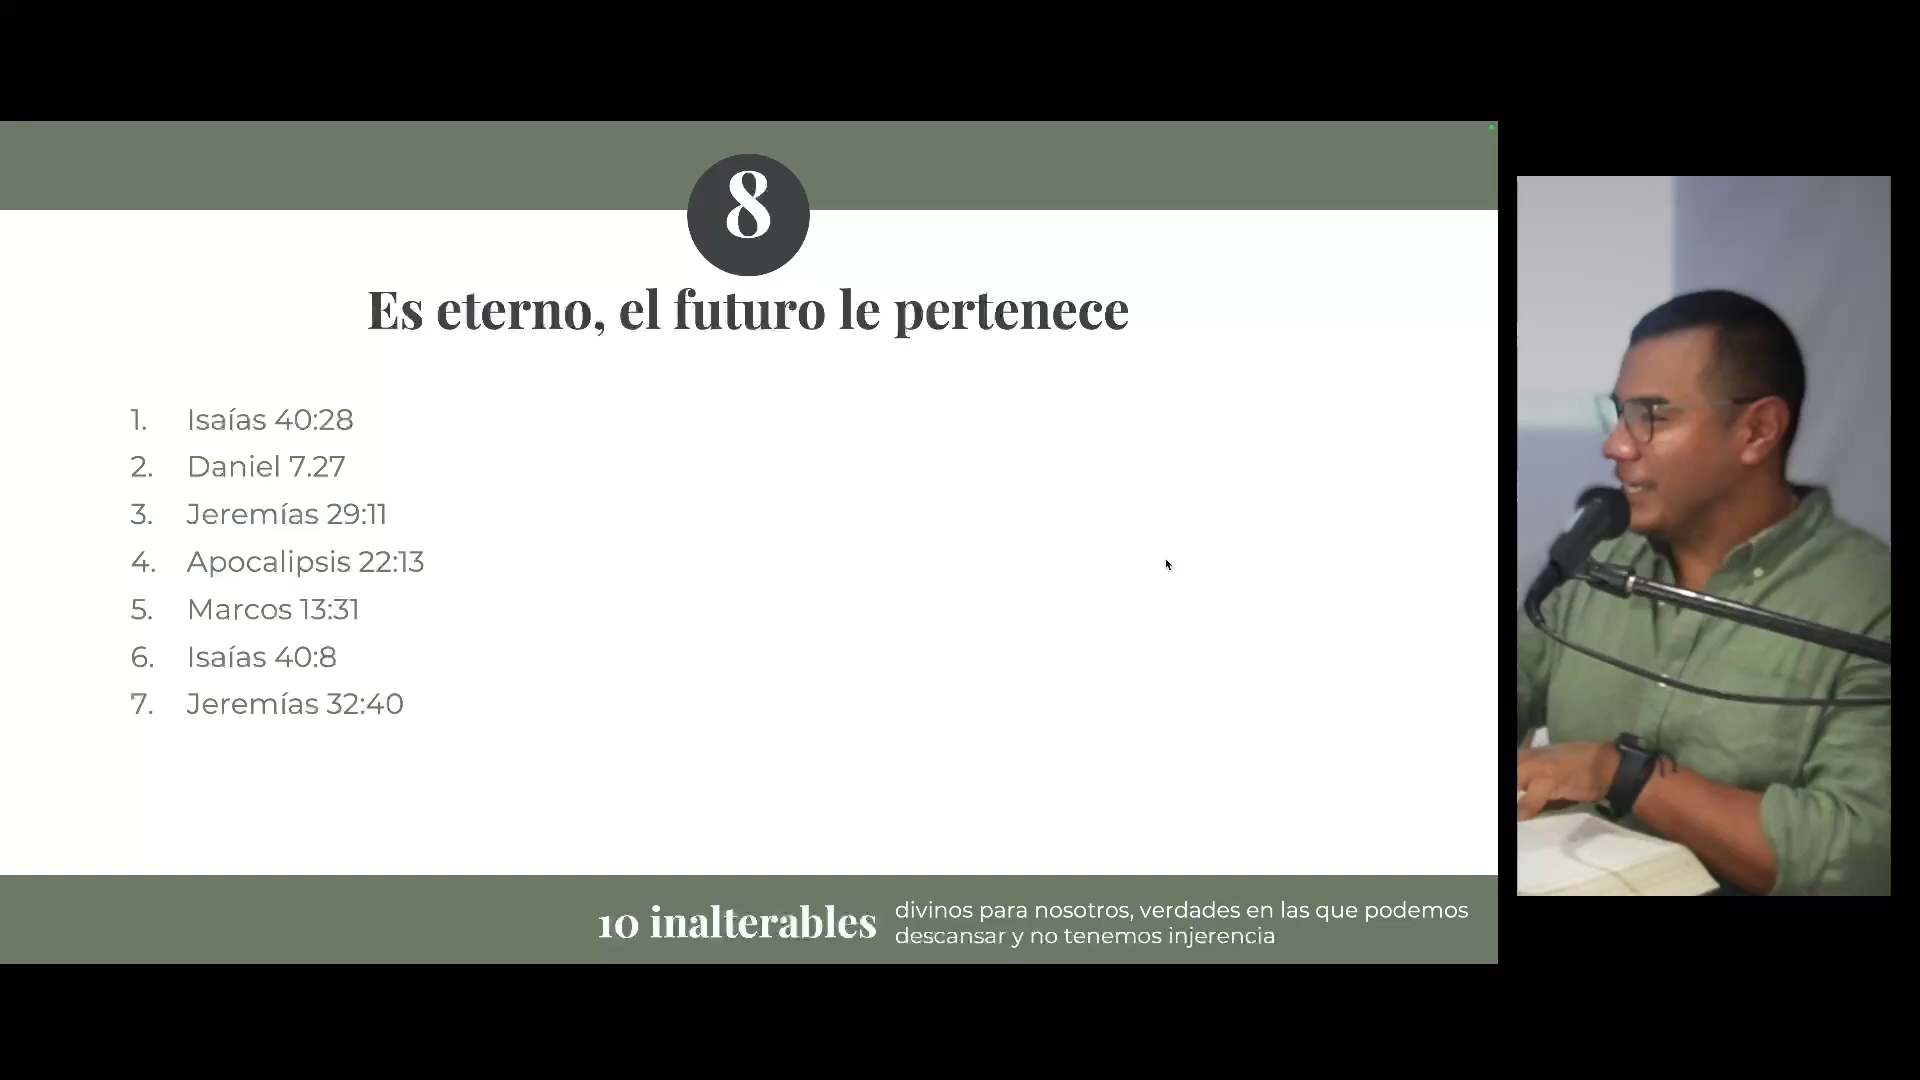 8
Es eterno, el futuro le pertenece
1. Isaías 40:28
2. Daniel 7.27
3. Jeremías 29:11
4. Apocalipsis 22:13
5. Marcos 13:31
6. Isaías 40:8
7. Jeremías 32:40
10 inalterables
divinos para nosotros, verdades en las que podemos
descansar y no tenemos injerencia